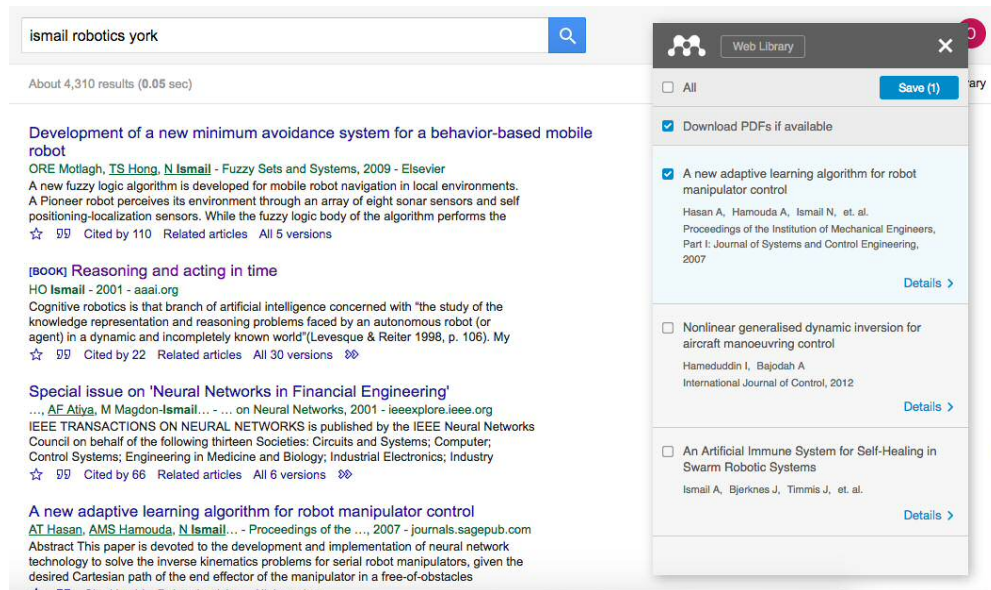 ismail robotics york
About 4,310 results (0.05 sec)
Development of a new minimum avoidance system for a behavior-based mobile
robot
ORE Motlagh, TS Hong, N Ismail - Fuzzy Sets and Systems, 2009 - Elsevier
A new fuzzy logic algorithm is developed for mobile robot navigation in local environments.
A Pioneer robot perceives its environment through an array of eight sonar sensors and self
positioning-localization sensors. While the fuzzy logic body of the algorithm performs the
Cited by 110 Related articles All 5 versions
[BOOK] Reasoning and acting in time
HO Ismail - 2001 - aaai.org
Cognitive robotics is that branch of artificial intelligence concerned with "the study of the
knowledge representation and reasoning problems faced by an autonomous robot (or
agent) in a dynamic and incompletely known world"(Levesque & Reiter 1998, p. 106). My
Cited by 22 Related articles All 30 versions
Special issue on 'Neural Networks in Financial Engineering'
…, AF Atiya, M Magdon-Ismail… - … on Neural Networks, 2001 - ieeexplore.ieee.org
IEEE TRANSACTIONS ON NEURAL NETWORKS is published by the IEEE Neural Networks
Council on behalf of the following thirteen Societies: Circuits and Systems; Computer;
Control Systems; Engineering in Medicine and Biology; Industrial Electronics; Industry
Cited by 66 Related articles All 6 versions
A new adaptive learning algorithm for robot manipulator control
AT Hasan, AMS Hamouda, N Ismail… - Proceedings of the …, 2007 - journals.sagepub.com
Abstract This paper is devoted to the development and implementation of neural network
technology to solve the inverse kinematics problems for serial robot manipulators, given the
desired Cartesian path of the end effector of the manipulator in a free-of-obstacles
Web Library
All
Save (1)
rary
Download PDFs if available
A new adaptive learning algorithm for robot
manipulator control
Hasan A, Hamouda A, Ismail N, et. al.
Proceedings of the Institution of Mechanical Engineers,
Part I: Journal of Systems and Control Engineering,
2007
Details
Nonlinear generalised dynamic inversion for
aircraft manoeuvring control
Hameduddin I, Bajodah A
International Journal of Control, 2012
Details
An Artificial Immune System for Self-Healing in
Swarm Robotic Systems
Ismail A, Bjerknes J, Timmis J, et. al.
Details